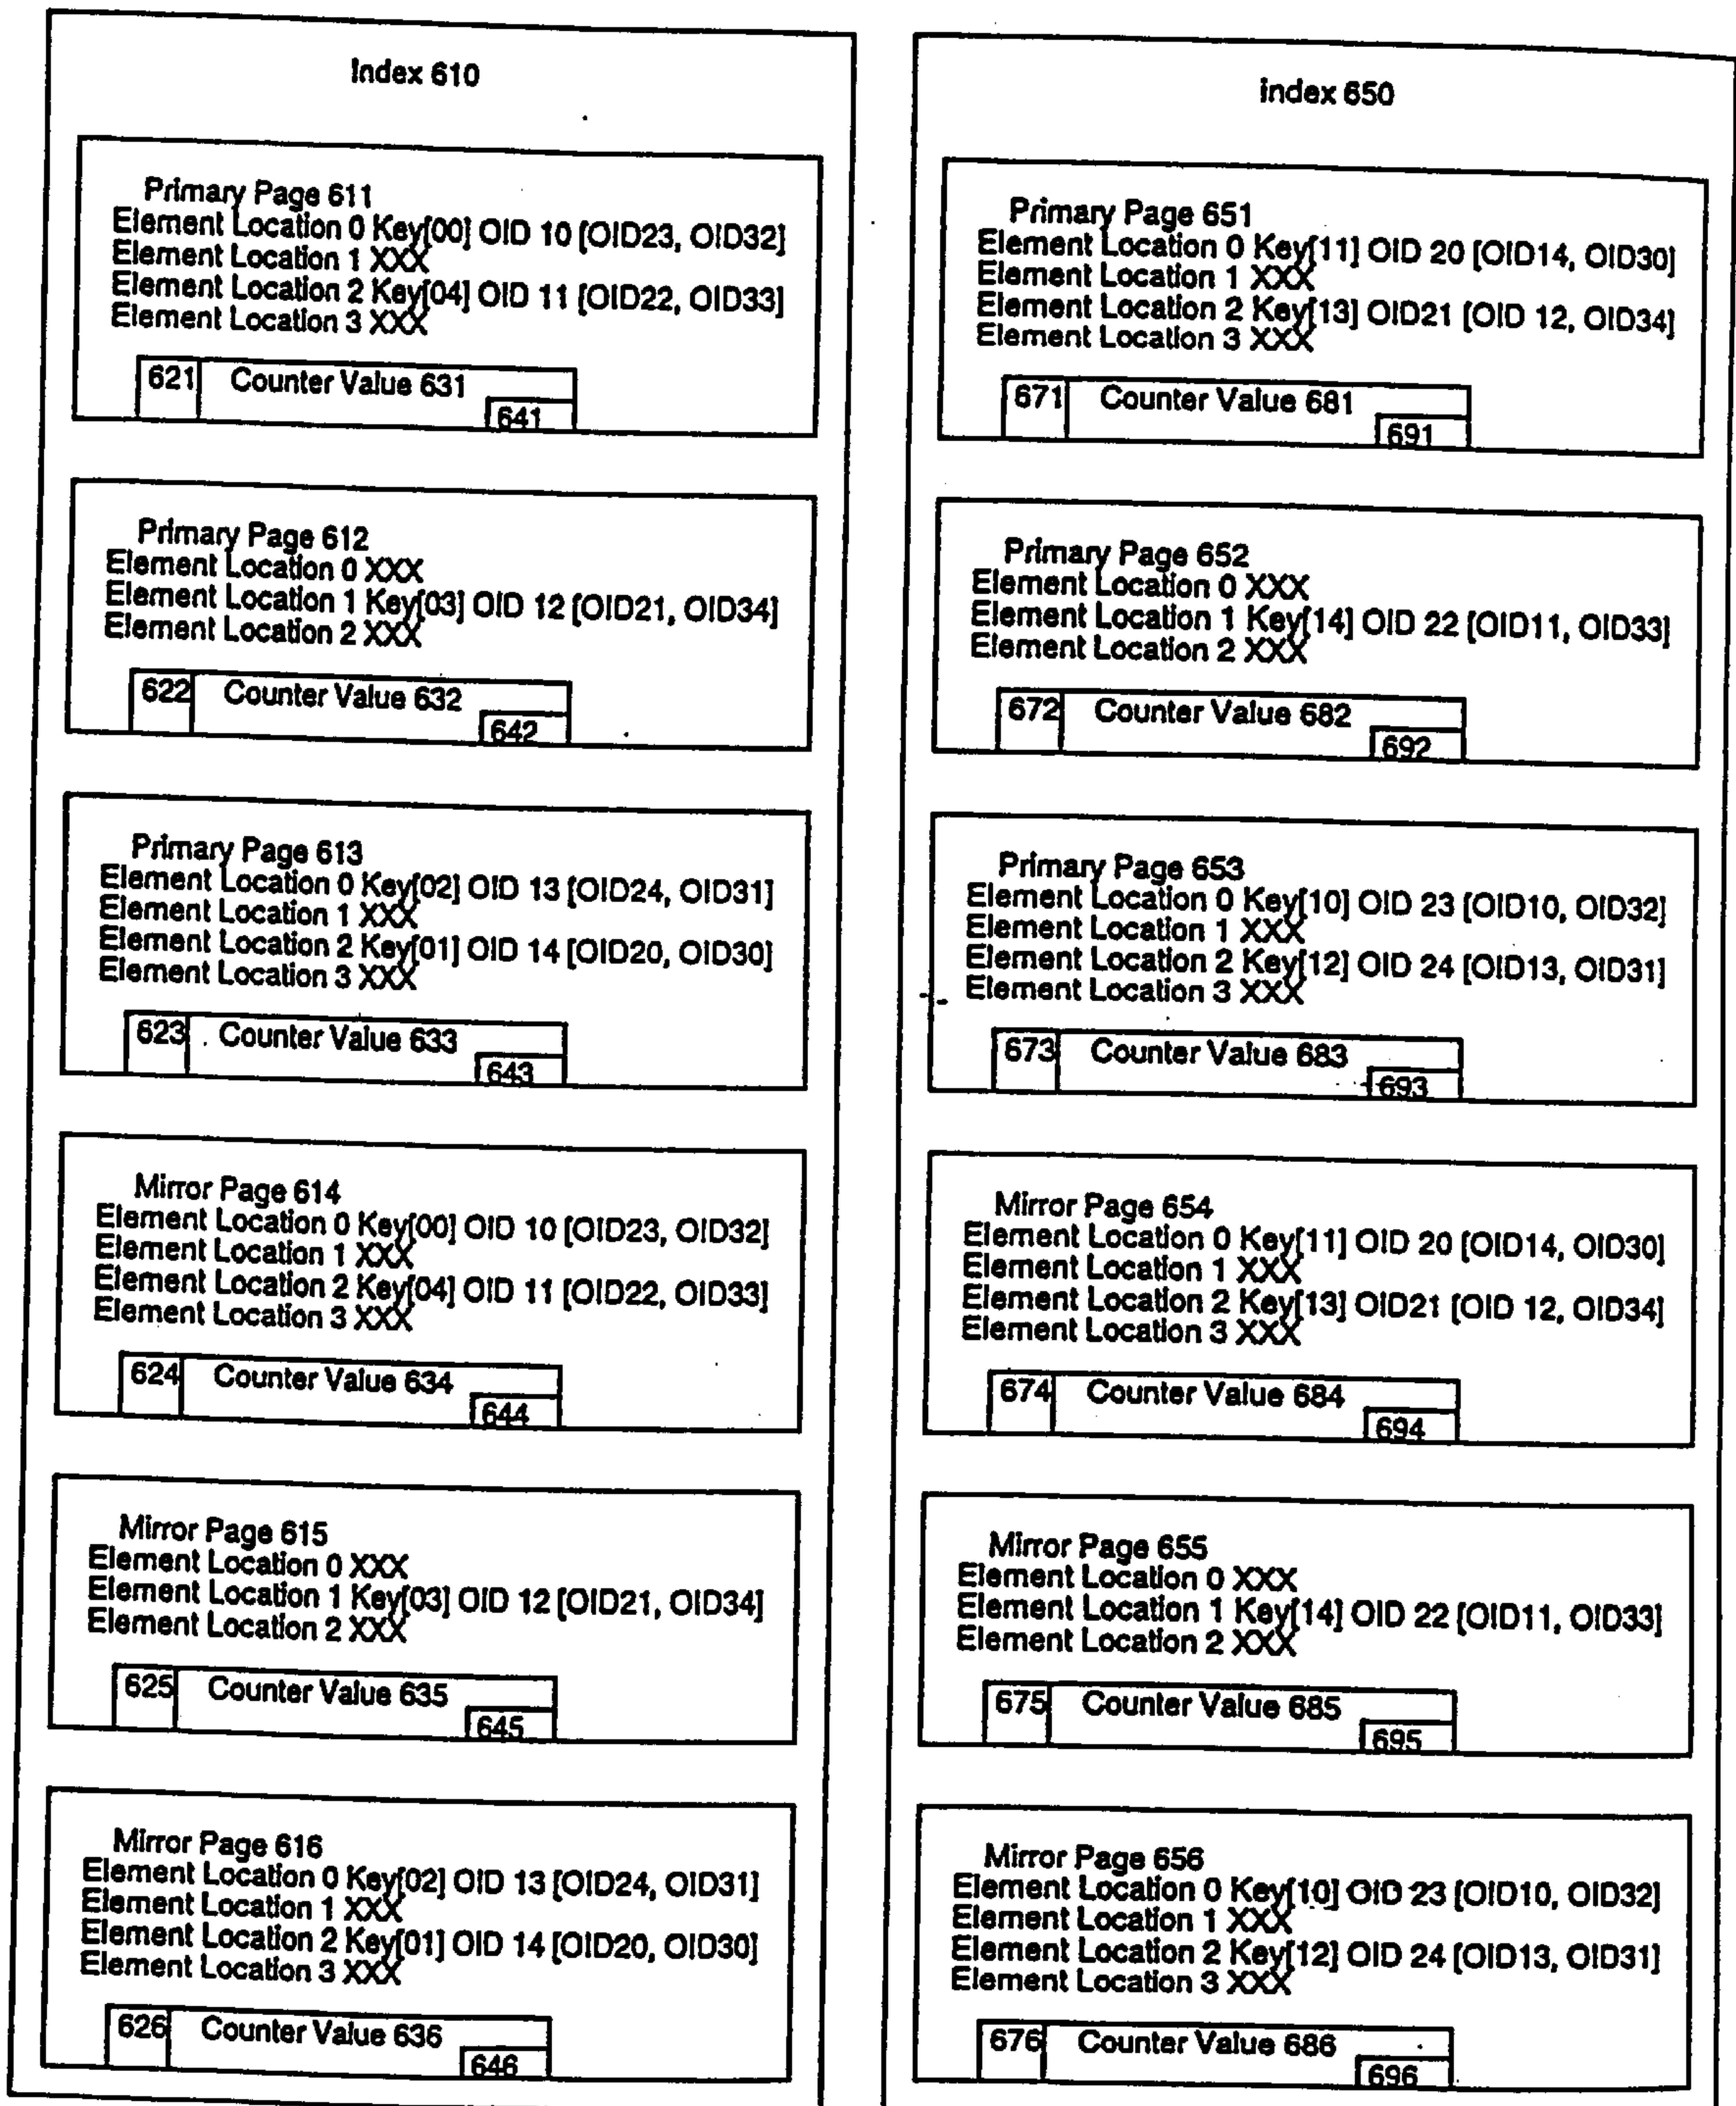 Index 610
Primary Page 611
Element Location 0 Key[00] OID 10 [OID23, OID32]
Element Location 1 XXX
Element Location 2 Key[04] OID 11 [OID22, OID33]
Element Location 3 XXX
621 Counter Value 631
641
Primary Page 612
Element Location 0 XXX
Element Location 1 Key[03] OID 12 [OID21, OID34]
Element Location 2 XXX
622 Counter Value 632
642
Primary Page 613
Element Location 0 Key[02] OID 13 [OID24, OID31]
Element Location 1 XXX
Element Location 2 Key[01] OID 14 [OID20, OID30]
Element Location 3 XXX
623 Counter Value 633
643
Mirror Page 614
Element Location 0 Key[00] OID 10 [OID23, OID32]
Element Location 1 XXX
Element Location 2 Key[04] OID 11 [OID22, OID33]
Element Location 3 XXX
624 Counter Value 634
644
Mirror Page 615
Element Location 0 XXX
Element Location 1 Key[03] OID 12 [OID21, OID34]
Element Location 2 XXX
625 Counter Value 635
645
Mirror Page 616
Element Location 0 Key[02] OID 13 [OID24, OID31]
Element Location 1 XXX
Element Location 2 Key[01] OID 14 [OID20, OID30]
Element Location 3 XXX
626 Counter Value 636
646
Index 650
Primary Page 651
Element Location 0 Key[11] OID 20 [OID14, OID30]
Element Location 1 XXX
Element Location 2 Key[13] OID21 [OID 12, OID34]
Element Location 3 XXX
671 Counter Value 681
691
Primary Page 652
Element Location 0 XXX
Element Location 1 Key[14] OID 22 [OID11, OID33]
Element Location 2 XXX
672 Counter Value 682
692
Primary Page 653
Element Location 0 Key[10] OID 23 [OID10, OID32]
Element Location 1 XXX
Element Location 2 Key[12] OID 24 [OID13, OID31]
Element Location 3 XXX
673 Counter Value 683
693
Mirror Page 654
Element Location 0 Key[11] OID 20 [OID14, OID30]
Element Location 1 XXX
Element Location 2 Key[13] OID21 [OID 12, OID34]
Element Location 3 XXX
674 Counter Value 684
694
Mirror Page 655
Element Location 0 XXX
Element Location 1 Key[14] OID 22 [OID11, OID33]
Element Location 2 XXX
675 Counter Value 685
695
Mirror Page 656
Element Location 0 Key[10] OID 23 [OID10, OID32]
Element Location 1 XXX
Element Location 2 Key[12] OID 24 [OID13, OID31]
Element Location 3 XXX
676 Counter Value 686
696